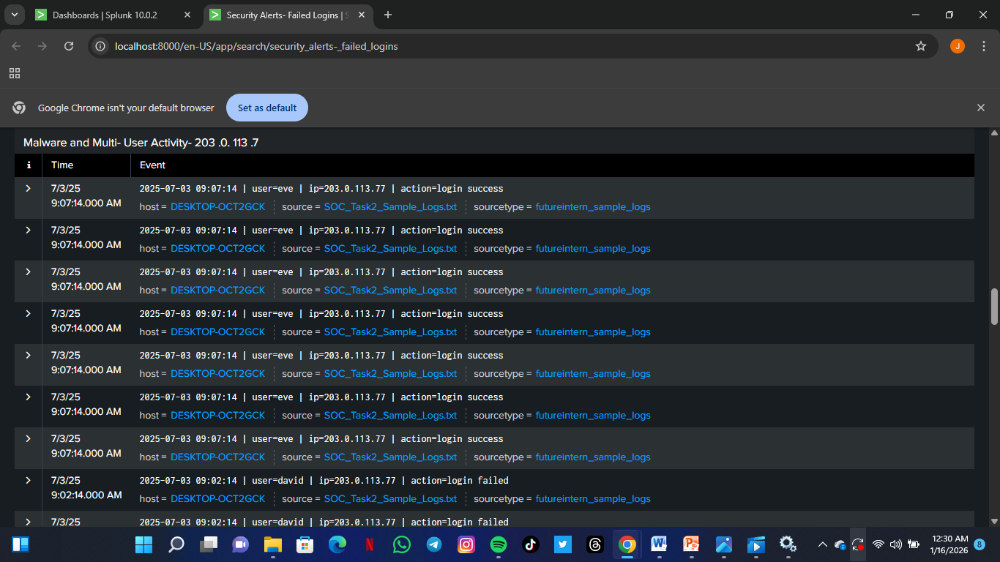 Dashboards | Splunk 10.0.2
Security Alerts- Failed Logins | S
localhost:8000/en-US/app/search/security_alerts-_failed_logins
J
Google Chrome isn't your default browser
Set as default
Malware and Multi- User Activity- 203 .0. 113 .7
i Time Event
7/3/25 2025-07-03 09:07:14 | user=eve | ip=203.0.113.77 | action=login success
9:07:14.000 AM host = DESKTOP-OCT2GCK source = SOC_Task2_Sample_Logs.txt sourcetype = futureintern_sample_logs
7/3/25 2025-07-03 09:07:14 | user=eve | ip=203.0.113.77 | action=login success
9:07:14.000 AM host = DESKTOP-OCT2GCK source = SOC_Task2_Sample_Logs.txt sourcetype = futureintern_sample_logs
7/3/25 2025-07-03 09:07:14 | user=eve | ip=203.0.113.77 | action=login success
9:07:14.000 AM host = DESKTOP-OCT2GCK source = SOC_Task2_Sample_Logs.txt sourcetype = futureintern_sample_logs
7/3/25 2025-07-03 09:07:14 | user=eve | ip=203.0.113.77 | action=login success
9:07:14.000 AM host = DESKTOP-OCT2GCK source = SOC_Task2_Sample_Logs.txt sourcetype = futureintern_sample_logs
7/3/25 2025-07-03 09:07:14 | user=eve | ip=203.0.113.77 | action=login success
9:07:14.000 AM host = DESKTOP-OCT2GCK source = SOC_Task2_Sample_Logs.txt sourcetype = futureintern_sample_logs
7/3/25 2025-07-03 09:07:14 | user=eve | ip=203.0.113.77 | action=login success
9:07:14.000 AM host = DESKTOP-OCT2GCK source = SOC_Task2_Sample_Logs.txt sourcetype = futureintern_sample_logs
7/3/25 2025-07-03 09:07:14 | user=eve | ip=203.0.113.77 | action=login success
9:07:14.000 AM host = DESKTOP-OCT2GCK source = SOC_Task2_Sample_Logs.txt sourcetype = futureintern_sample_logs
7/3/25 2025-07-03 09:02:14 | user=david | ip=203.0.113.77 | action=login failed
9:02:14.000 AM host = DESKTOP-OCT2GCK source = SOC_Task2_Sample_Logs.txt sourcetype = futureintern_sample_logs
7/3/25 2025-07-03 09:02:14 | user=david | ip=203.0.113.77 | action=login failed
12:30 AM
1/16/2026
8